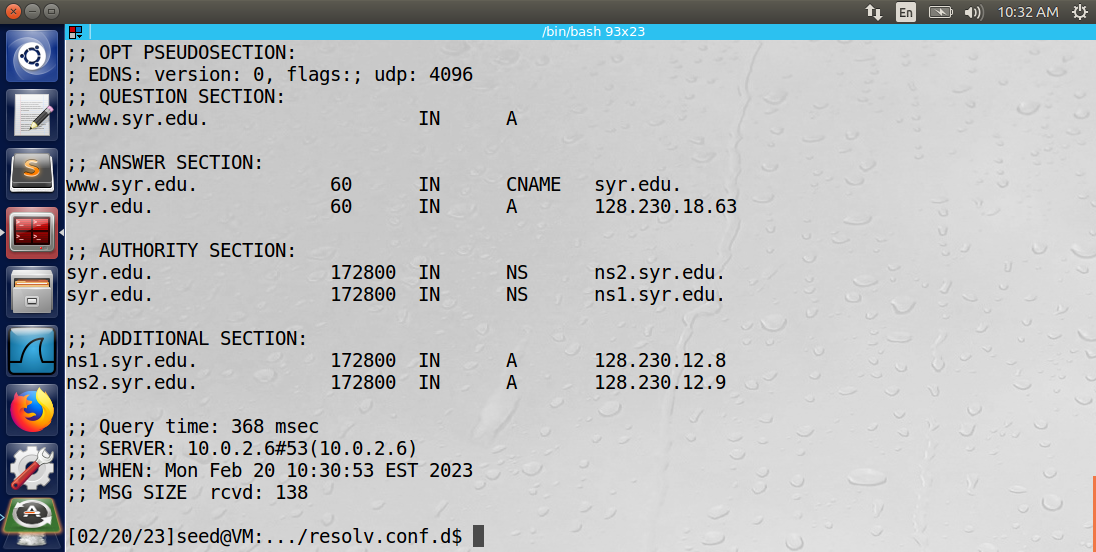 En 10:32 AM
/bin/bash 93x23
;; OPT PSEUDOSECTION:
; EDNS: version: 0, flags:; udp: 4096
;; QUESTION SECTION:
;www.syr.edu. IN A
;; ANSWER SECTION:
www.syr.edu. 60 IN CNAME syr.edu.
syr.edu. 60 IN A 128.230.18.63
;; AUTHORITY SECTION:
syr.edu. 172800 IN NS ns2.syr.edu.
syr.edu. 172800 IN NS ns1.syr.edu.
;; ADDITIONAL SECTION:
ns1.syr.edu. 172800 IN A 128.230.12.8
ns2.syr.edu. 172800 IN A 128.230.12.9
;; Query time: 368 msec
;; SERVER: 10.0.2.6#53(10.0.2.6)
;; WHEN: Mon Feb 20 10:30:53 EST 2023
;; MSG SIZE rcvd: 138
[02/20/23]seed@VM:.../resolv.conf.d$